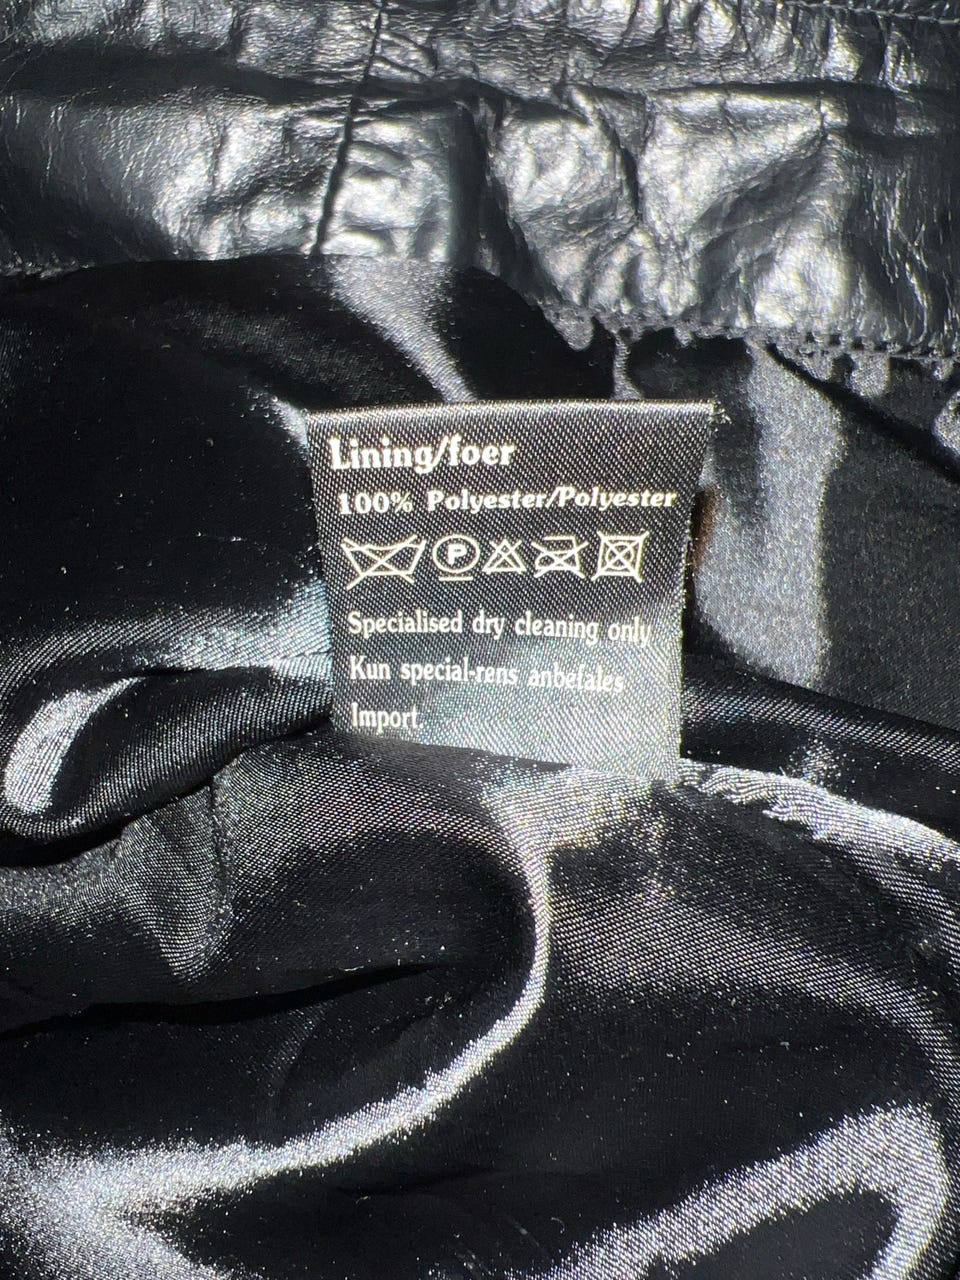 Lining/foer
100% Polyester/Polyester
P
Specialised dry cleaning only
Kun special-rens anbefales
Import.